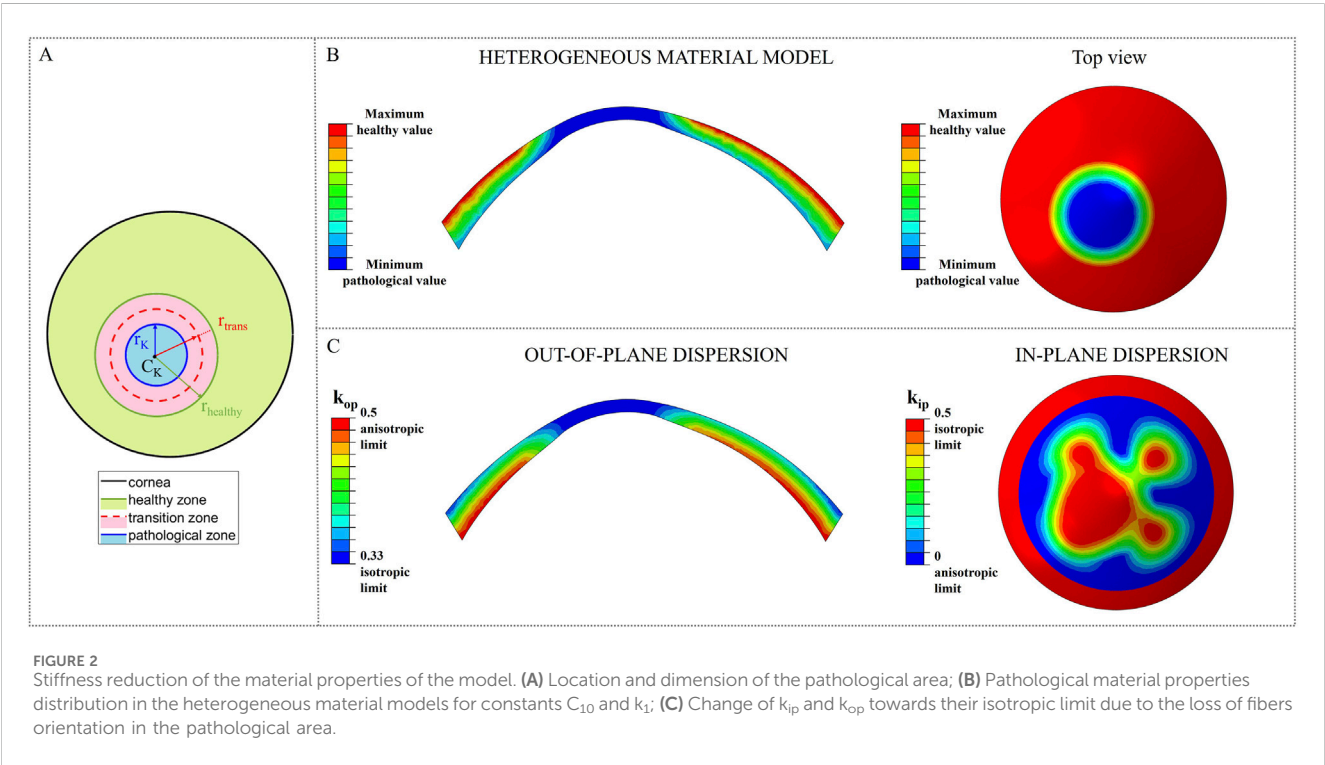 A
r_K
C_K
r_trans
r_healthy
cornea
healthy zone
transition zone
pathological zone
B
HETEROGENEOUS MATERIAL MODEL
Top view
Maximum
healthy value
Minimum
pathological value
Maximum
healthy value
Minimum
pathological value
C
OUT-OF-PLANE DISPERSION
IN-PLANE DISPERSION
k_op
0.5
anisotropic
limit
0.33
isotropic
limit
k_ip
0.5
isotropic
limit
0
anisotropic
limit
FIGURE 2
Stiffness reduction of the material properties of the model. (A) Location and dimension of the pathological area; (B) Pathological material properties
distribution in the heterogeneous material models for constants C₁₀ and k₁; (C) Change of k_ip and k_op towards their isotropic limit due to the loss of fibers
orientation in the pathological area.